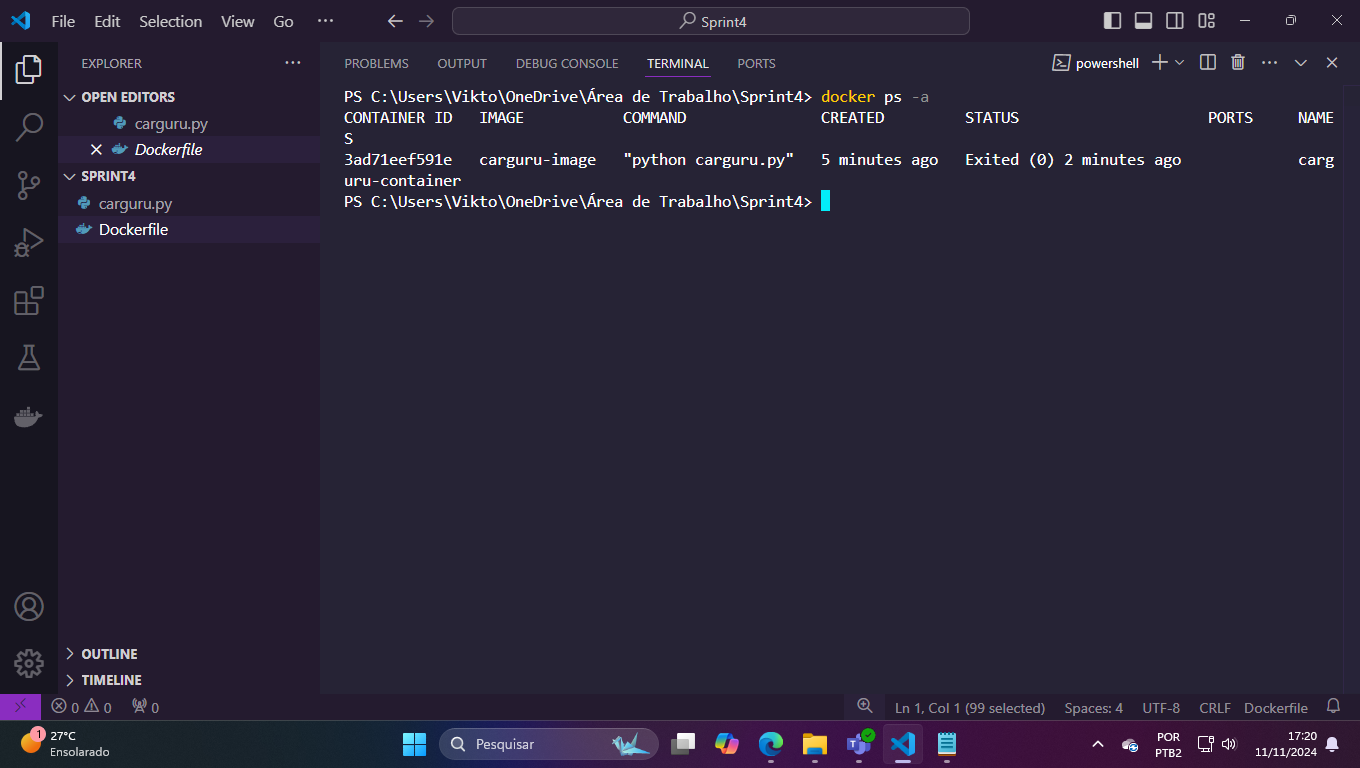 File Edit Selection View Go
Sprint4
EXPLORER
OPEN EDITORS
carguru.py
Dockerfile
SPRINT4
carguru.py
Dockerfile
OUTLINE
TIMELINE
PROBLEMS OUTPUT DEBUG CONSOLE TERMINAL PORTS
powershell
PS C:\Users\Vikto\OneDrive\Área de Trabalho\Sprint4> docker ps -a
CONTAINER ID IMAGE COMMAND CREATED STATUS PORTS NAME
S
3ad71eef591e carguru-image "python carguru.py" 5 minutes ago Exited (0) 2 minutes ago carg
uru-container
PS C:\Users\Vikto\OneDrive\Área de Trabalho\Sprint4>
0 0 0
Ln 1, Col 1 (99 selected) Spaces: 4 UTF-8 CRLF Dockerfile
1
27°C
Ensolarado
Pesquisar
POR
PTB2
17:20
11/11/2024